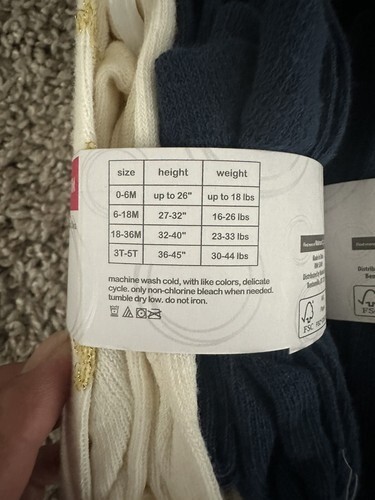 size height weight
0-6M up to 26" up to 18 lbs
6-18M 27-32" 16-26 lbs
18-36M 32-40" 23-33 lbs
3T-5T 36-45" 30-44 lbs
machine wash cold, with like colors, delicate
cycle. only non-chlorine bleach when needed.
tumble dry low. do not iron.
FSC